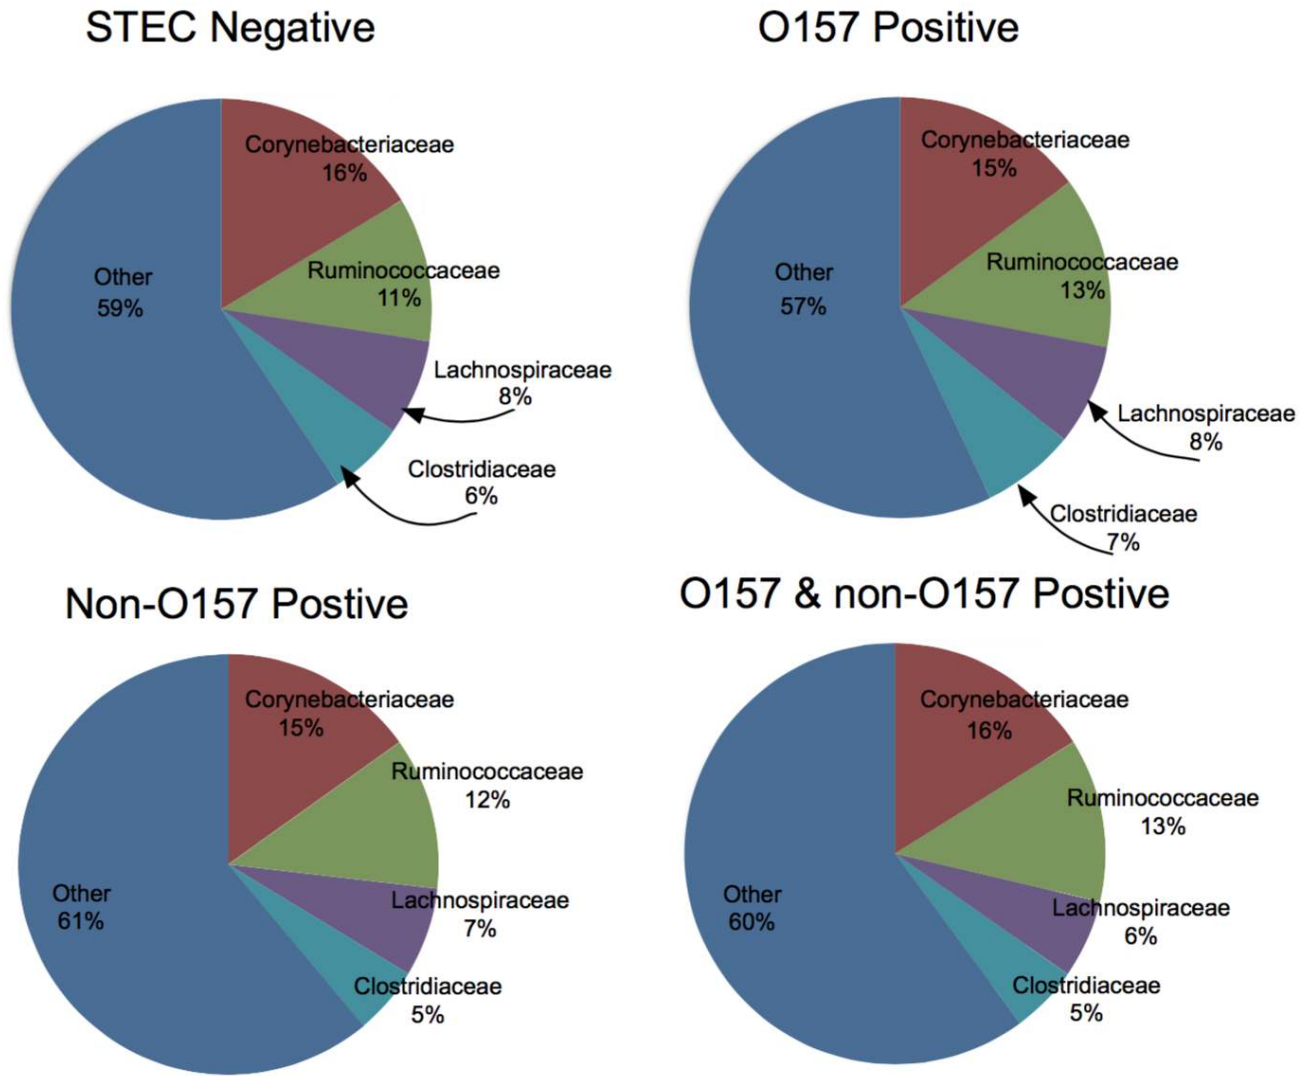 STEC Negative
Corynebacteriaceae
16%
Ruminococcaceae
11%
Lachnospiraceae
8%
Clostridiaceae
6%
Other
59%
O157 Positive
Corynebacteriaceae
15%
Ruminococcaceae
13%
Lachnospiraceae
8%
Clostridiaceae
7%
Other
57%
Non-O157 Postive
Corynebacteriaceae
15%
Ruminococcaceae
12%
Lachnospiraceae
7%
Clostridiaceae
5%
Other
61%
O157 & non-O157 Postive
Corynebacteriaceae
16%
Ruminococcaceae
13%
Lachnospiraceae
6%
Clostridiaceae
5%
Other
60%